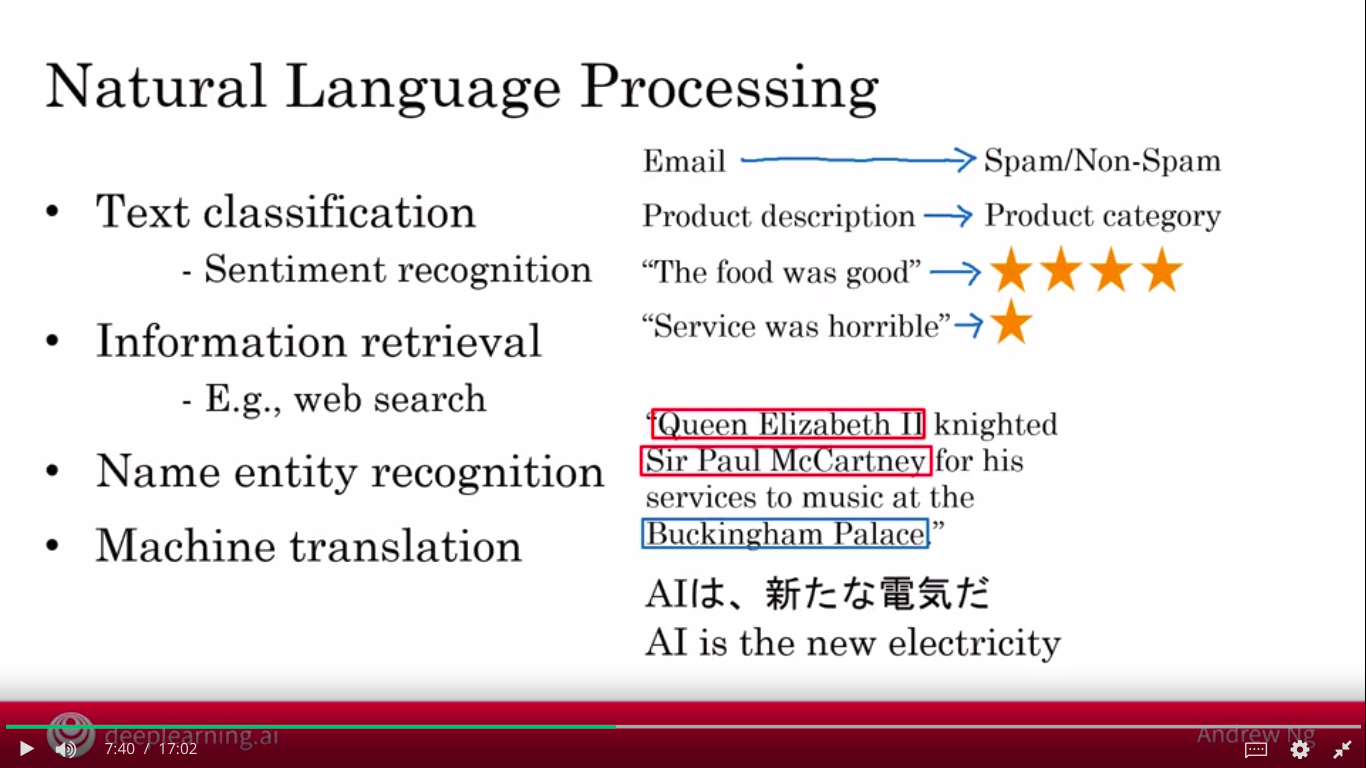 Natural Language Processing
• Text classification
- Sentiment recognition
• Information retrieval
- E.g., web search
• Name entity recognition
• Machine translation
Email → Spam/Non-Spam
Product description → Product category
“The food was good” → ★★★★
“Service was horrible” → ★
“Queen Elizabeth II knighted
Sir Paul McCartney for his
services to music at the
Buckingham Palace.”
AIは、新たな電気だ
AI is the new electricity
deeplearning.ai
Andrew Ng
7:40 / 17:02